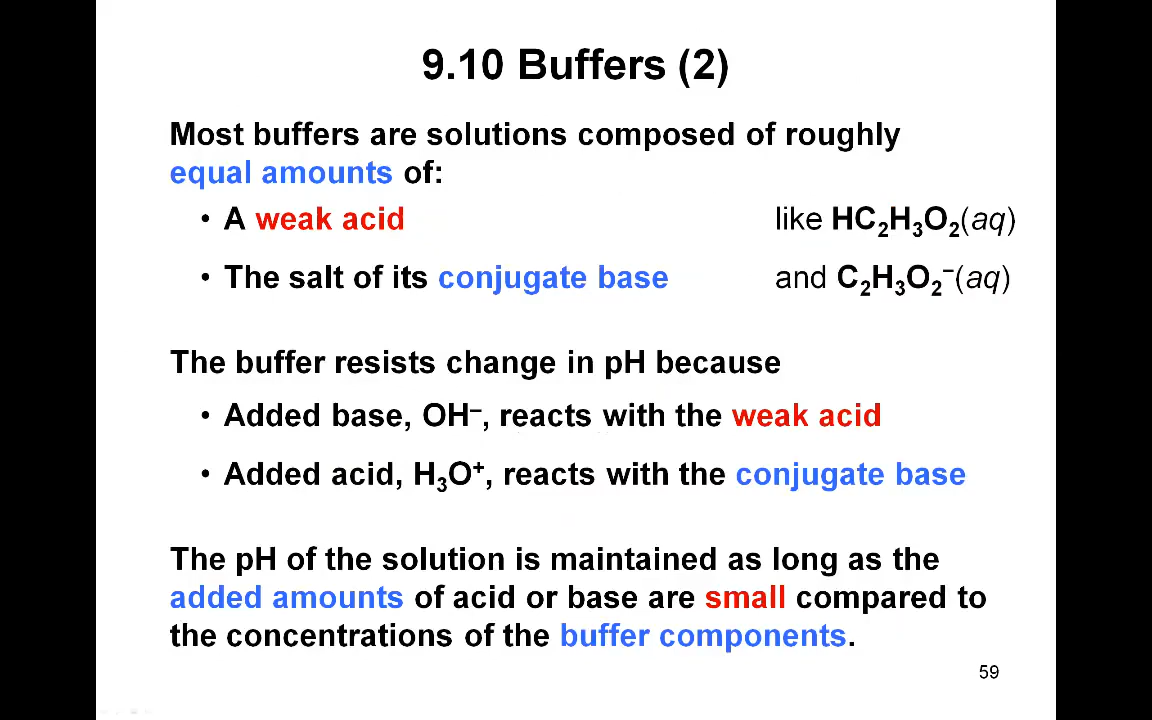 9.10 Buffers (2)
Most buffers are solutions composed of roughly
equal amounts of:
• A weak acid like HC₂H₃O₂(aq)
• The salt of its conjugate base and C₂H₃O₂⁻(aq)
The buffer resists change in pH because
• Added base, OH⁻, reacts with the weak acid
• Added acid, H₃O⁺, reacts with the conjugate base
The pH of the solution is maintained as long as the
added amounts of acid or base are small compared to
the concentrations of the buffer components.
59